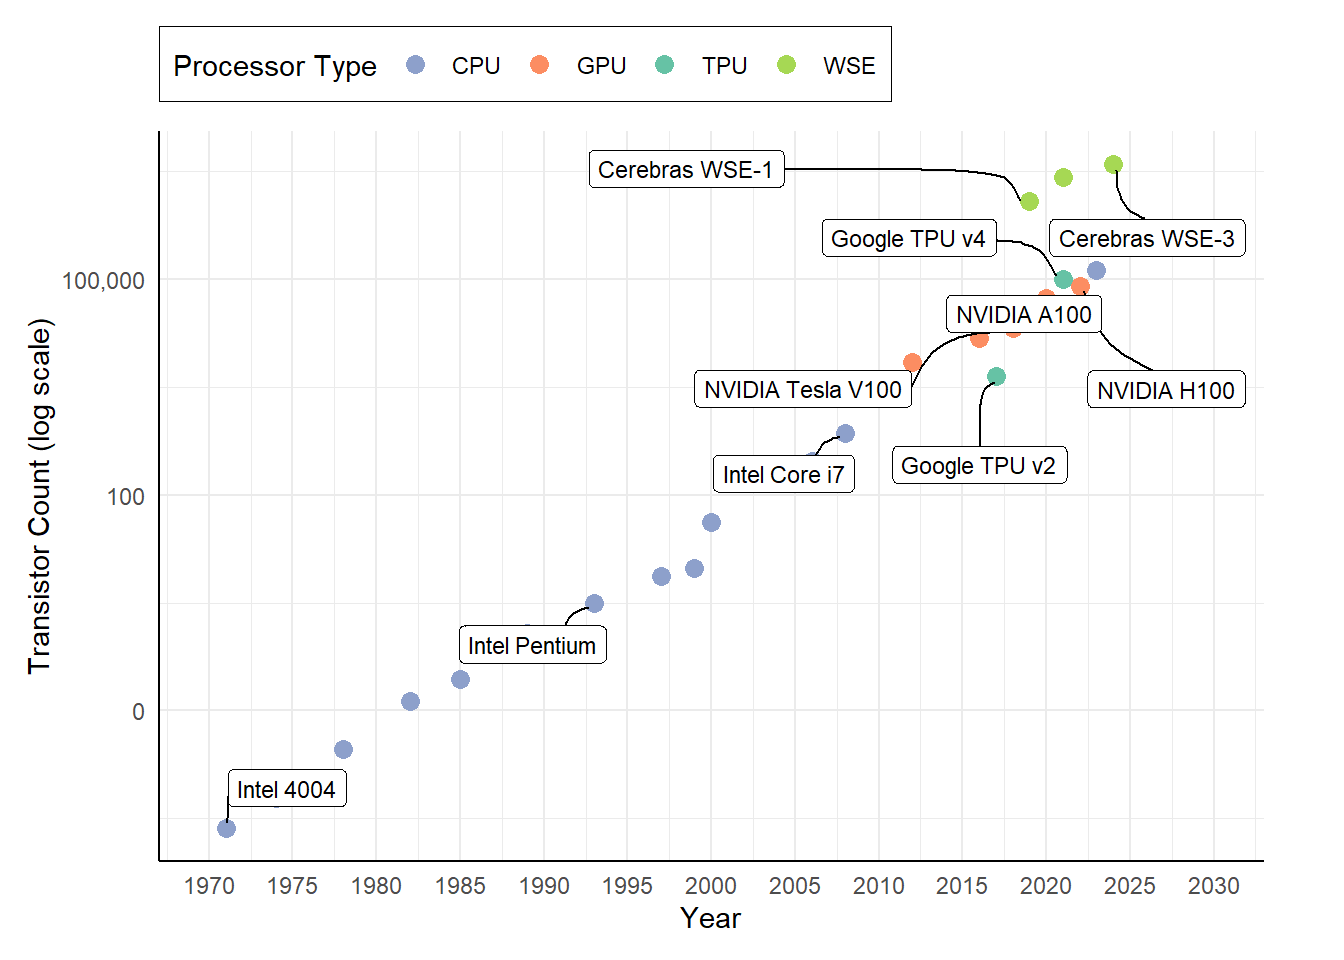 Processor Type CPU GPU TPU WSE
Cerebras WSE-1
Google TPU v4
Cerebras WSE-3
NVIDIA A100
NVIDIA Tesla V100
NVIDIA H100
Google TPU v2
Intel Core i7
Intel Pentium
Intel 4004
100,000
100
0
Transistor Count (log scale)
1970 1975 1980 1985 1990 1995 2000 2005 2010 2015 2020 2025 2030
Year